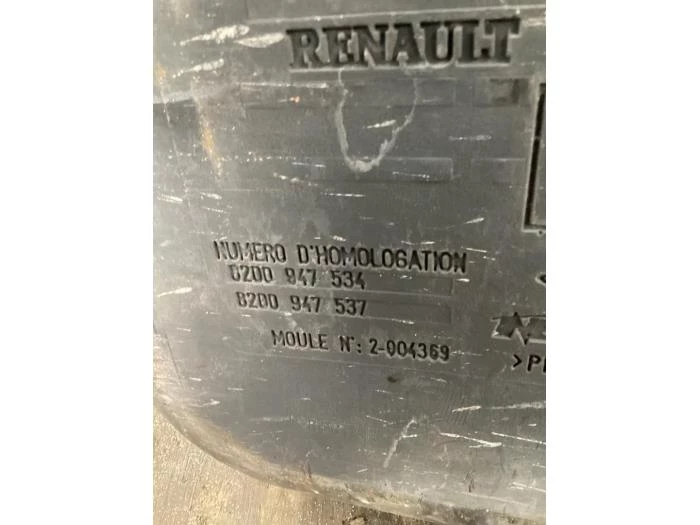 RENAULT
NUMERO D'HOMOLOGATION
8200 947 534
8200 947 537
MOULE N°: 2-004369